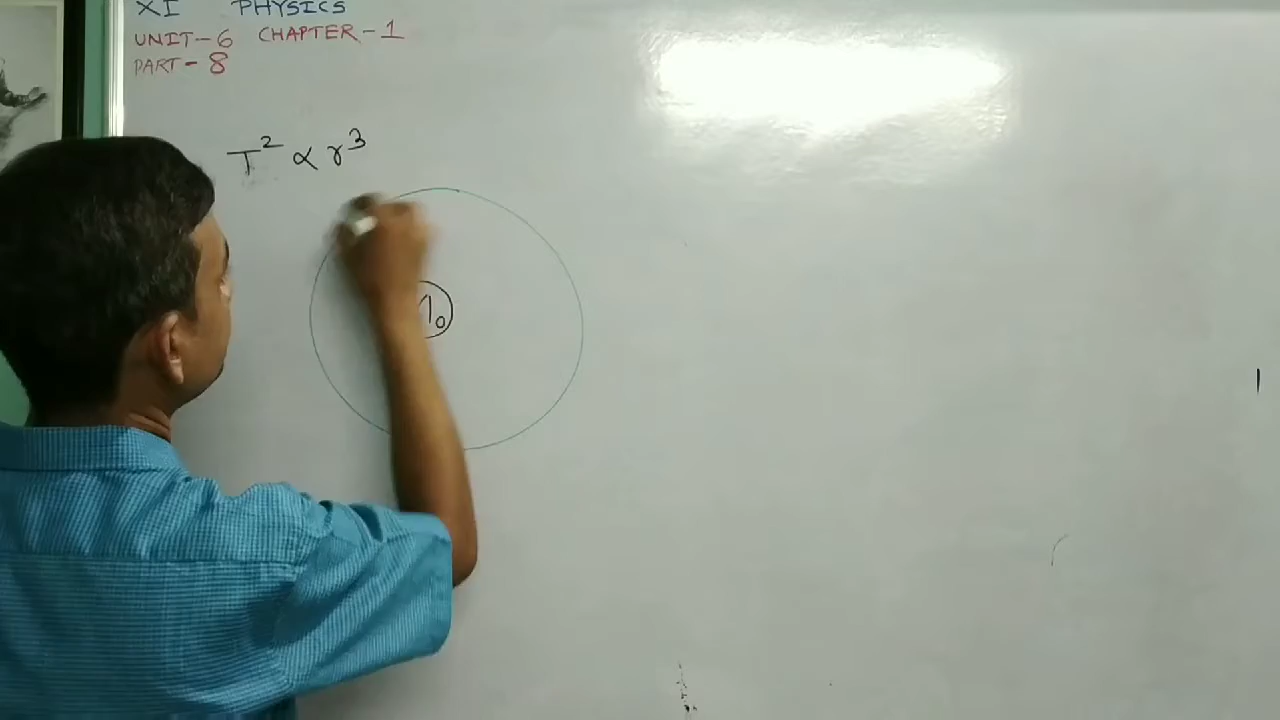 XI PHYSICS
UNIT-6 CHAPTER-1
PART-8
T² ∝ r³